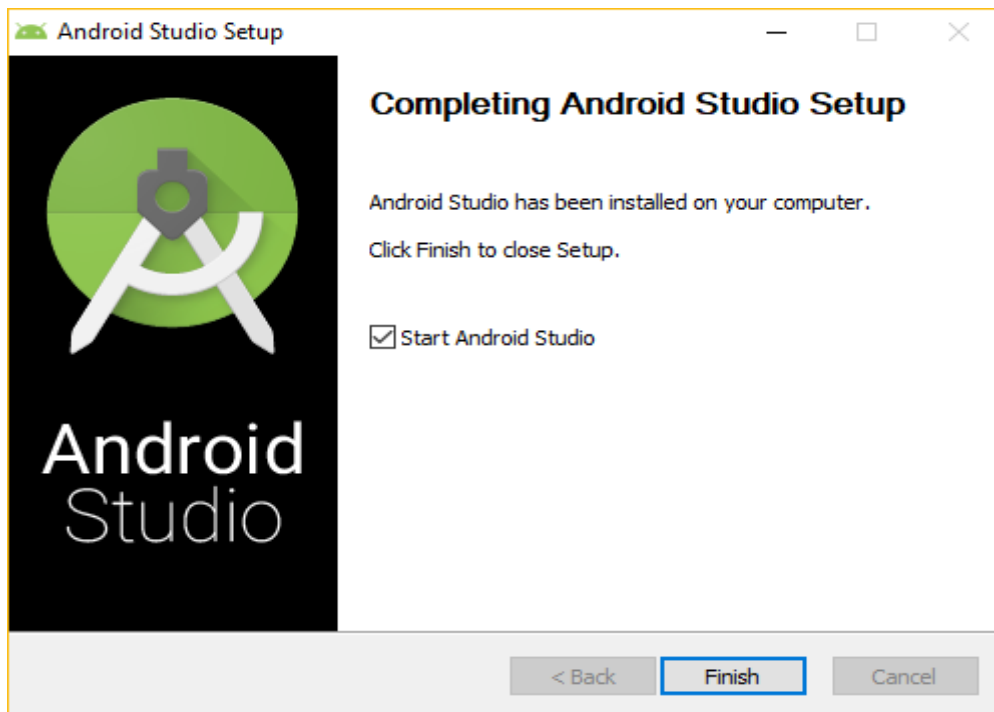 Android Studio Setup
Completing Android Studio Setup
Android Studio has been installed on your computer.
Click Finish to close Setup.
Start Android Studio
Android
Studio
< Back
Finish
Cancel